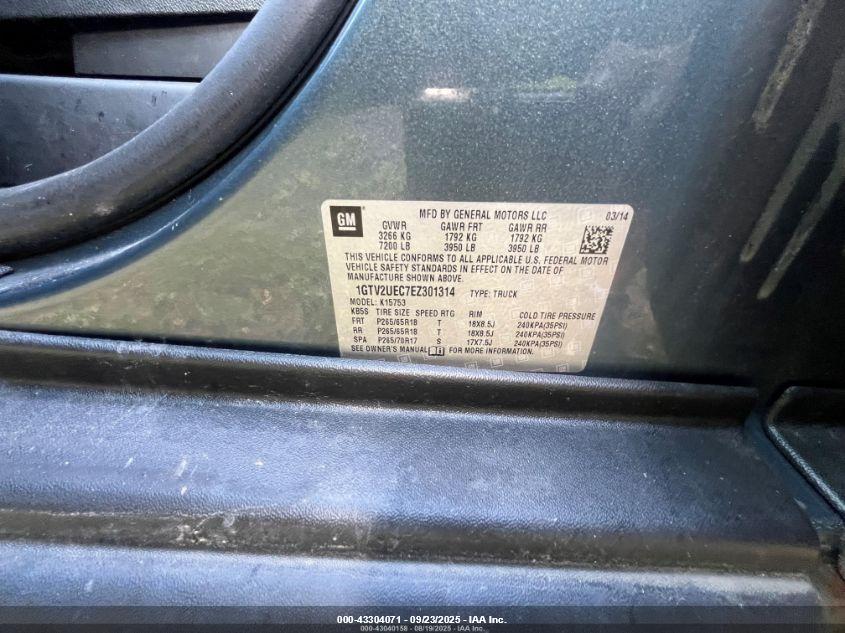 GM MFD BY GENERAL MOTORS LLC 03/14
GVWR GAWR FRT GAWR RR
3266 KG 1792 KG 1792 KG
7200 LB 3950 LB 3950 LB
THIS VEHICLE CONFORMS TO ALL APPLICABLE U.S. FEDERAL MOTOR
VEHICLE SAFETY STANDARDS IN EFFECT ON THE DATE OF
MANUFACTURE SHOWN ABOVE.
1GTV2UEC7EZ301314 TYPE: TRUCK
MODEL: K15753
KB5S TIRE SIZE SPEED RTG RIM COLD TIRE PRESSURE
FRT P265/65R18 T 18X8.5J 240KPA(35PSI)
RR P265/65R18 T 18X8.5J 240KPA(35PSI)
SPA P265/70R17 S 17X7.5J 240KPA(35PSI)
SEE OWNER'S MANUAL FOR MORE INFORMATION.
000-43304071 - 09/23/2025 - IAA Inc.
000-43040158 - 08/19/2025 - IAA Inc.